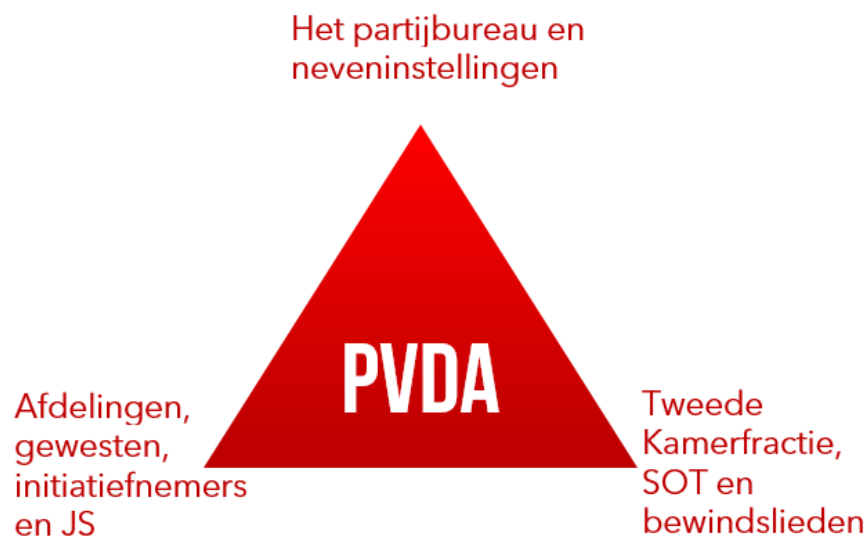 Het partijbureau en
neveninstellingen
PVDA
Afdelingen,
gewesten,
initiatiefnemers
en JS
Tweede
Kamerfractie,
SOT en
bewindslieden